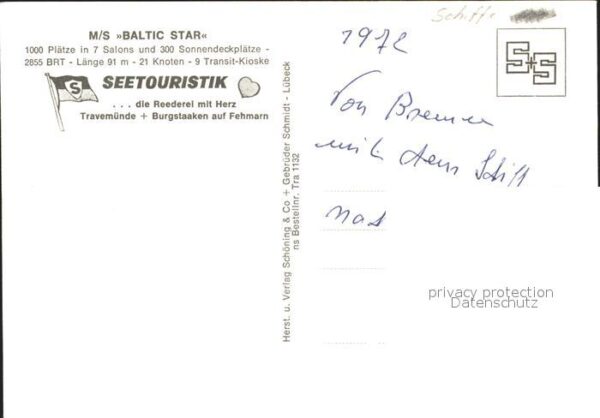 M/S »BALTIC STAR«
1000 Plätze in 7 Salons und 300 Sonnendeckplätze -
2855 BRT - Länge 91 m - 21 Knoten - 9 Transit-Kioske
S
SEETOURISTIK
. . . die Reederei mit Herz
Travemünde + Burgstaaken auf Fehmarn
Herst. u. Verlag Schöning & Co + Gebrüder Schmidt - Lübeck
ns Bestellnr. Tra 1132
Schiffe
S+S
1972
Von Bremen
mit dem Schiff
nas
privacy protection
Datenschutz